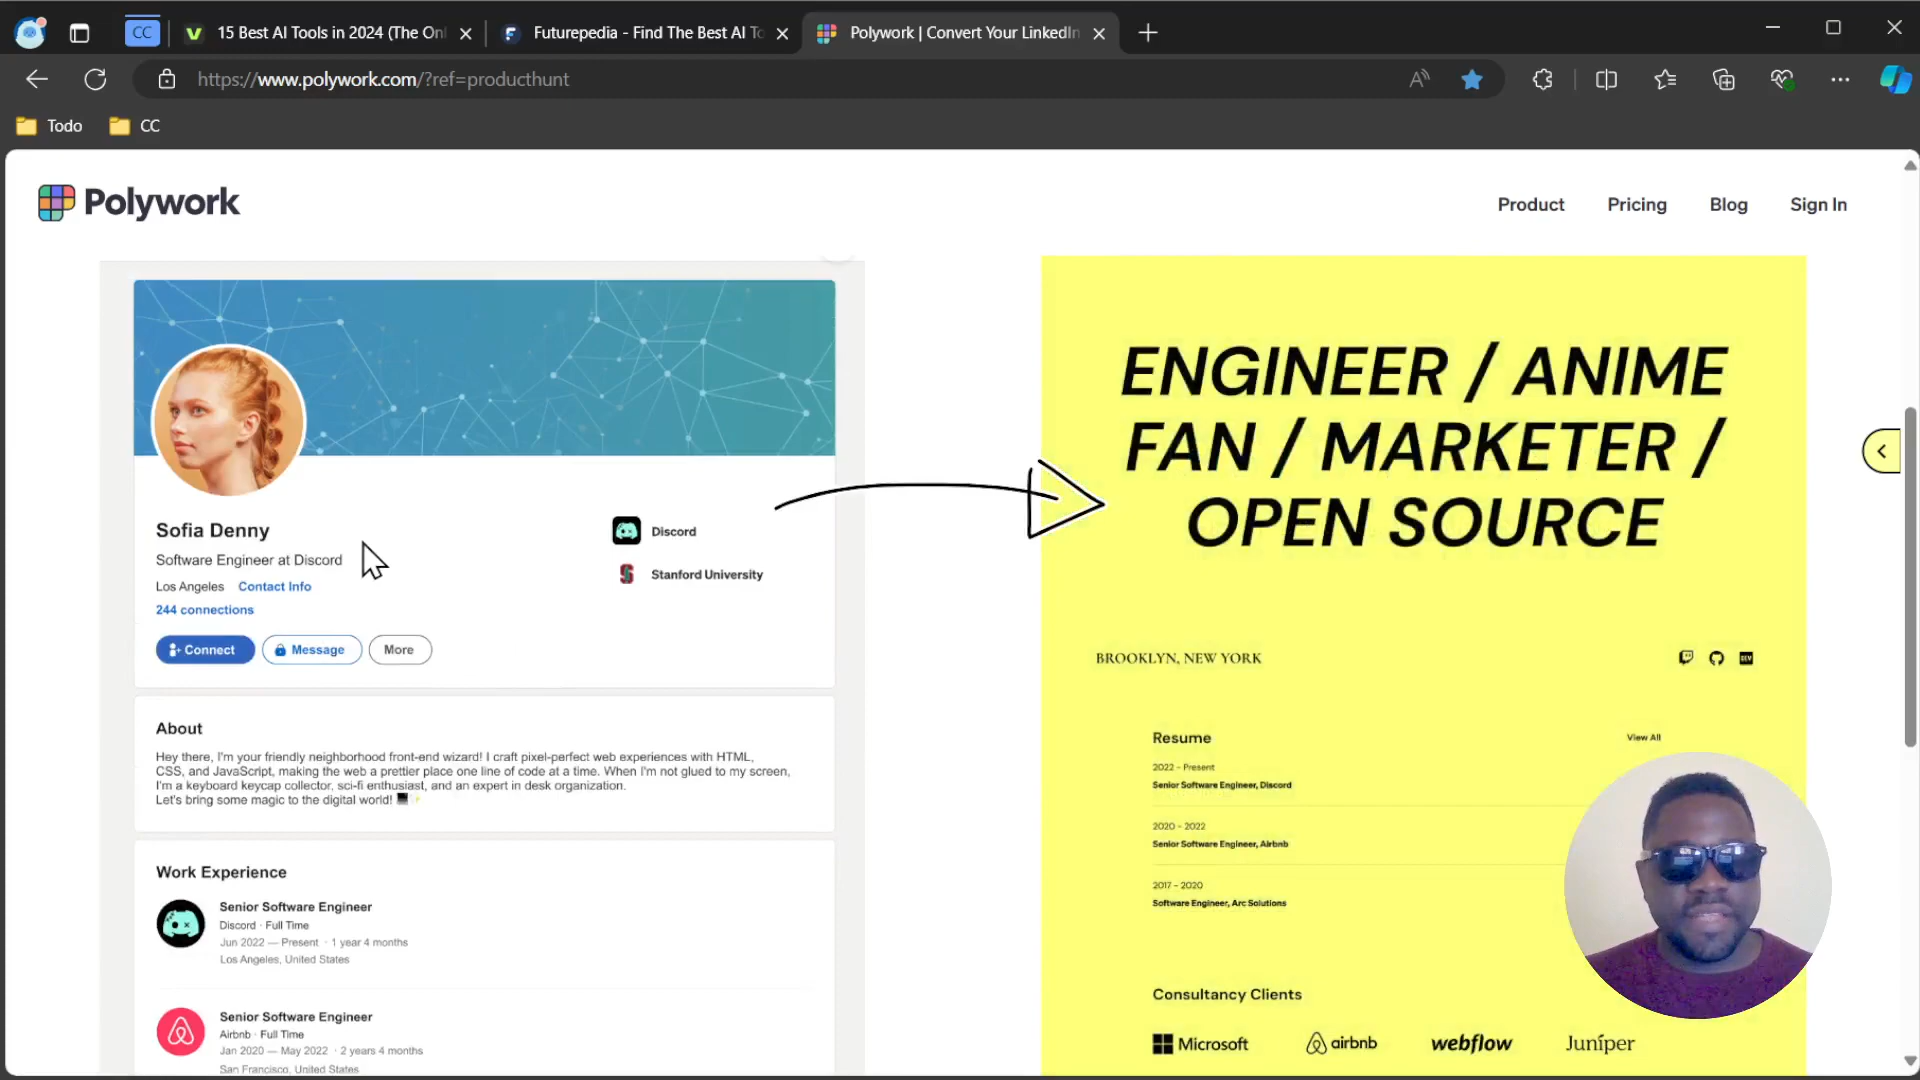 CC
15 Best AI Tools in 2024 (The Onl
Futurepedia - Find The Best AI To
Polywork | Convert Your LinkedIn
https://www.polywork.com/?ref=producthunt
Todo
CC
Polywork
Product
Pricing
Blog
Sign In
Sofia Denny
Software Engineer at Discord
Los Angeles Contact Info
244 connections
Connect
Message
More
Discord
Stanford University
About
Hey there, I'm your friendly neighborhood front-end wizard! I craft pixel-perfect web experiences with HTML,
CSS, and JavaScript, making the web a prettier place one line of code at a time. When I'm not glued to my screen,
I'm a keyboard keycap collector, sci-fi enthusiast, and an expert in desk organization.
Let's bring some magic to the digital world!
Work Experience
Senior Software Engineer
Discord · Full Time
Jun 2022 — Present · 1 year 4 months
Los Angeles, United States
Senior Software Engineer
Airbnb · Full Time
Jan 2020 — May 2022 · 2 years 4 months
San Francisco, United States
ENGINEER / ANIME
FAN / MARKETER /
OPEN SOURCE
BROOKLYN, NEW YORK
DEV
Resume
View All
2022 - Present
Senior Software Engineer, Discord
2020 - 2022
Senior Software Engineer, Airbnb
2017 - 2020
Software Engineer, Arc Solutions
Consultancy Clients
Microsoft
airbnb
webflow
Juniper